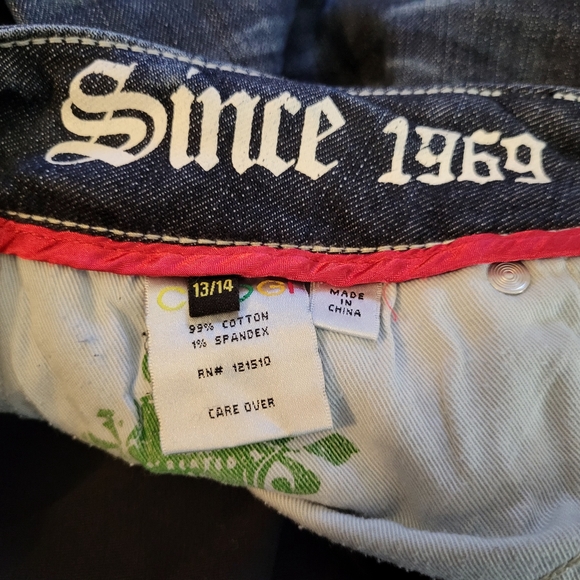 Since 1969
13/14
99% COTTON
1% SPANDEX
RN# 121510
CARE OVER
MADE IN
CHINA